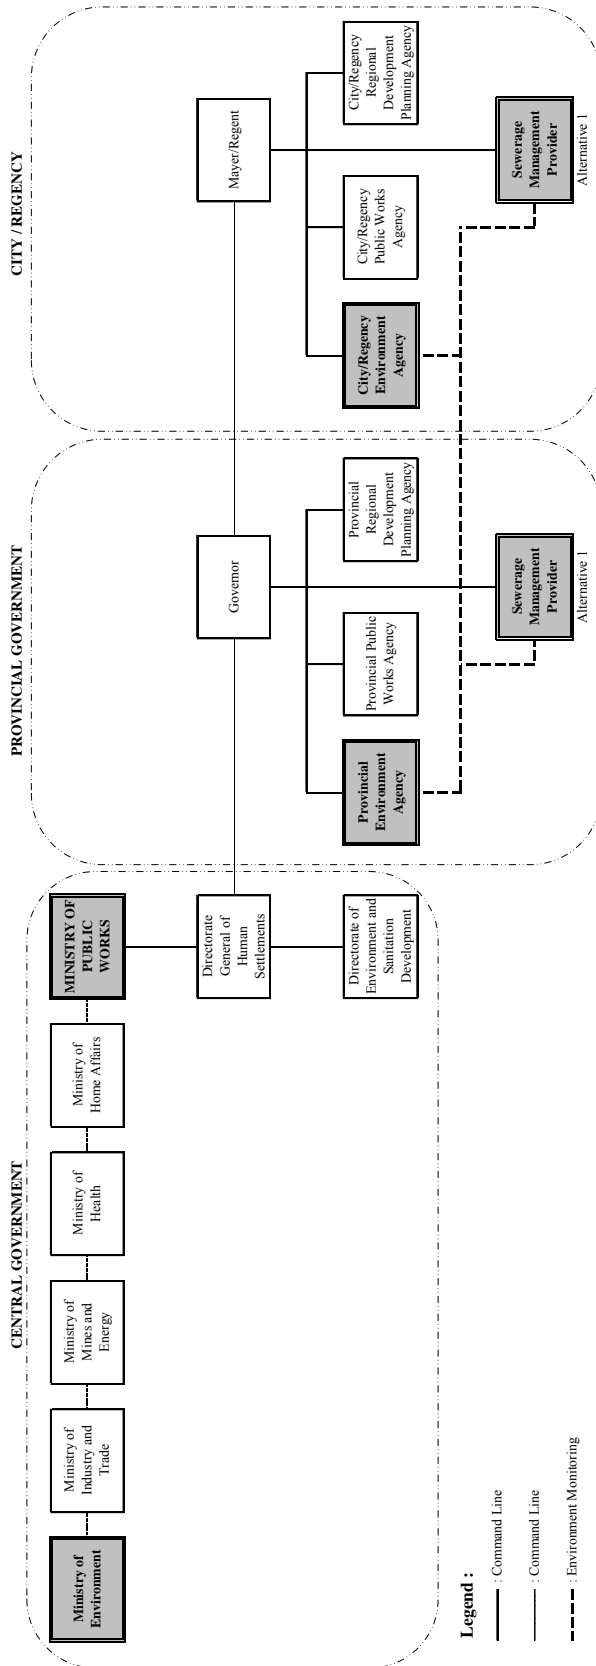 CENTRAL GOVERNMENT
PROVINCIAL GOVERNMENT
CITY / REGENCY
Ministry of
Environment
Ministry of
Industry and
Trade
Ministry of
Mines and
Energy
Ministry of
Health
Ministry of
Home Affairs
MINISTRY OF
PUBLIC
WORKS
Directorate
General of
Human
Settlements
Governor
Mayer/Regent
Directorate of
Environment and
Sanitation
Development
Provincial
Environment
Agency
Provincial Public
Works Agency
Provincial
Regional
Development
Planning Agency
City/Regency
Environment
Agency
City/Regency
Public Works
Agency
City/Regency
Regional
Development
Planning Agency
Sewerage
Management
Provider
Alternative 1
Sewerage
Management
Provider
Alternative 1
Legend :
: Command Line
: Command Line
: Environment Monitoring